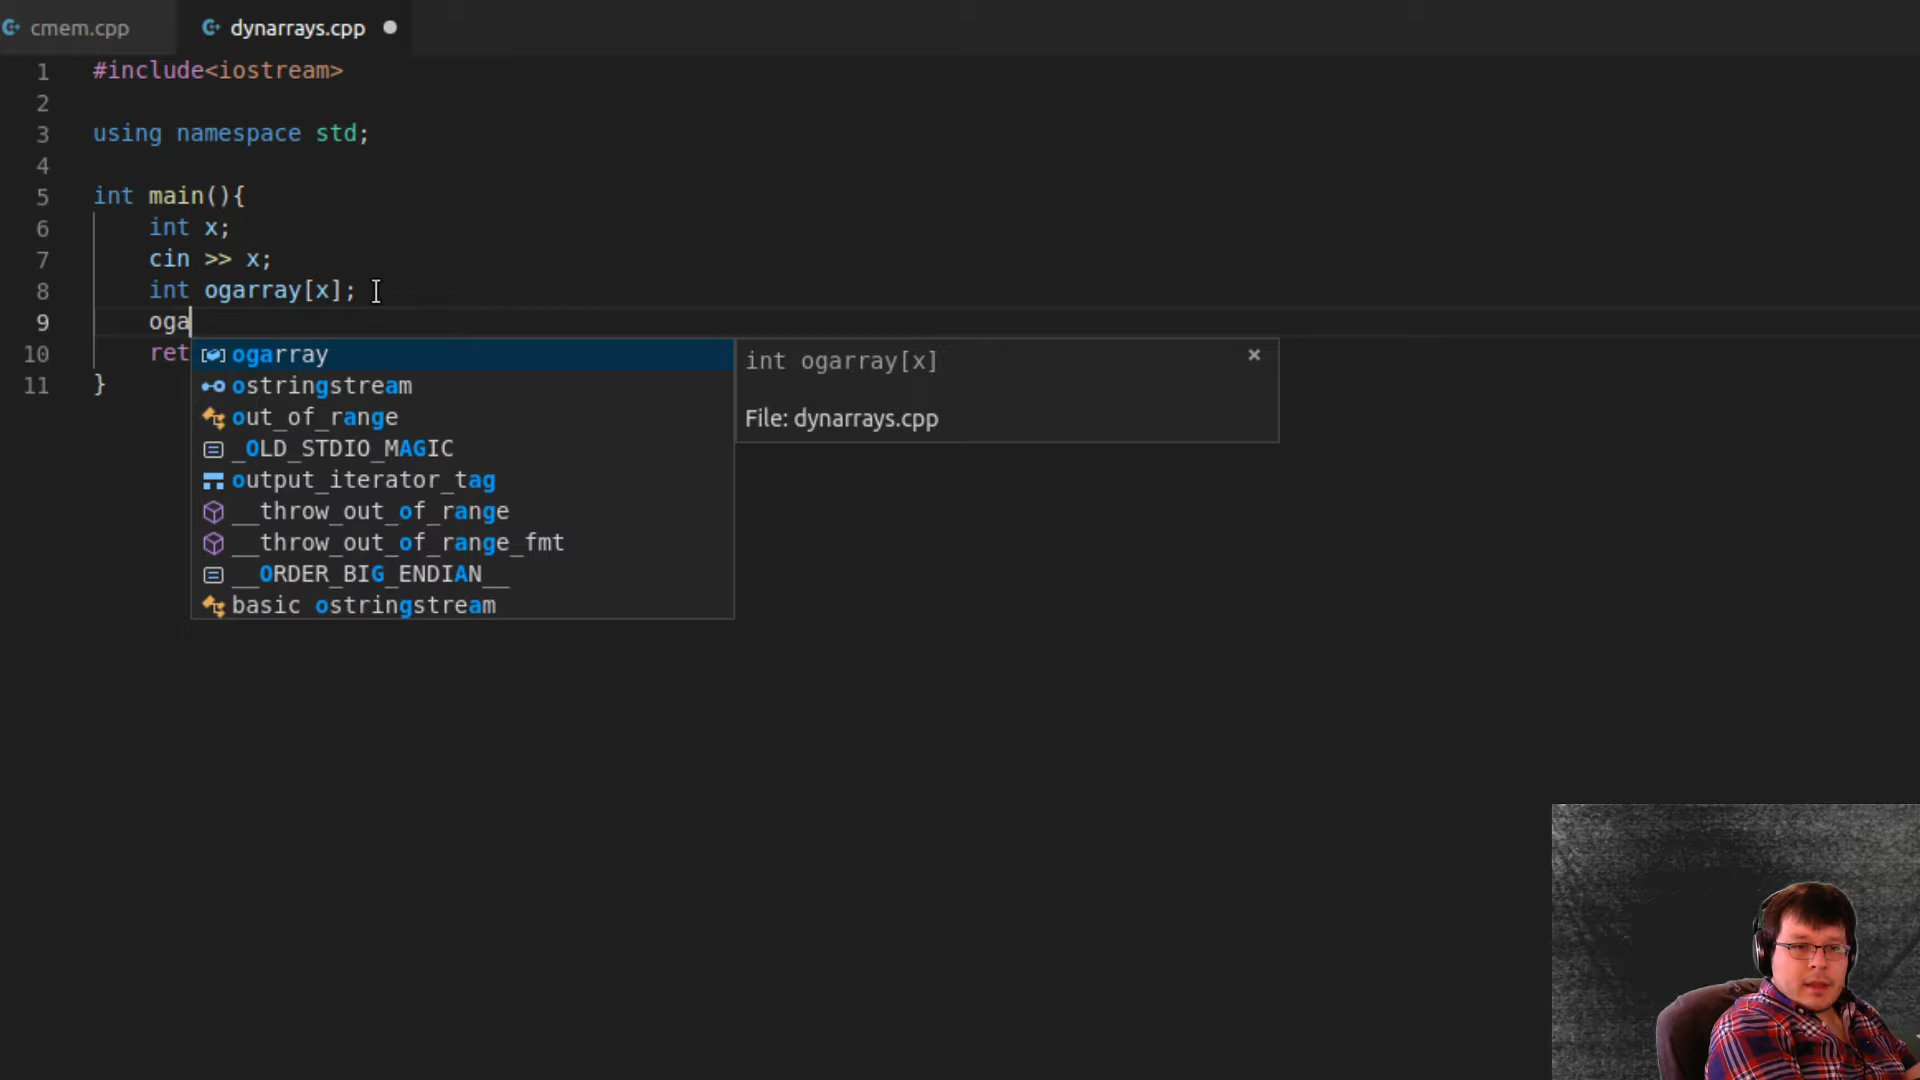 cmem.cpp
dynarrays.cpp
1 #include<iostream>
2
3 using namespace std;
4
5 int main(){
6 int x;
7 cin >> x;
8 int ogarray[x];
9 oga
10 ret
11 }
ogarray
ostringstream
out_of_range
_OLD_STDIO_MAGIC
output_iterator_tag
__throw_out_of_range
__throw_out_of_range_fmt
__ORDER_BIG_ENDIAN__
basic_ostringstream
int ogarray[x]
File: dynarrays.cpp